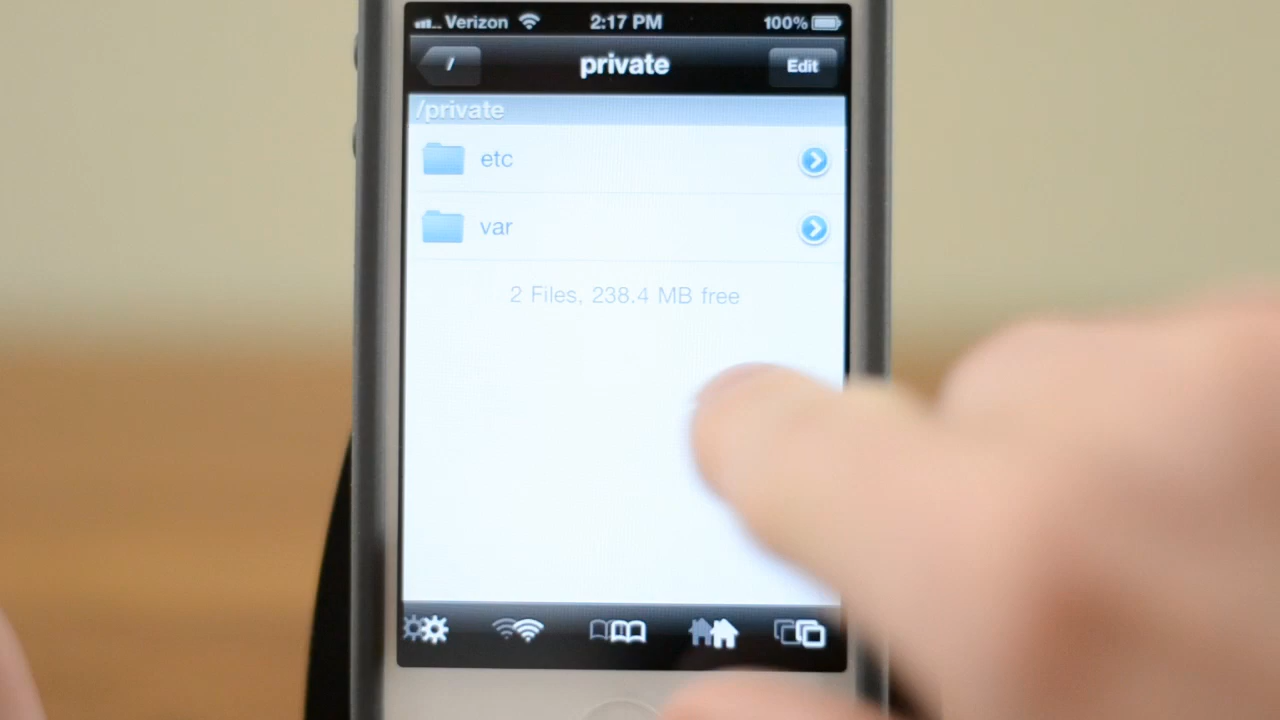 Verizon 2:17 PM 100%
/ private Edit
/private
etc
var
2 Files, 238.4 MB free